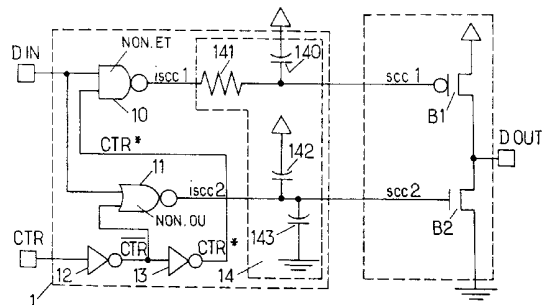 D IN
NON.ET
10
iscc 1
141
140
scc 1
B1
CTR*
11
NON.OU
iscc2
142
143
scc2
D OUT
B2
CTR
12
CTR
13
CTR*
14
1